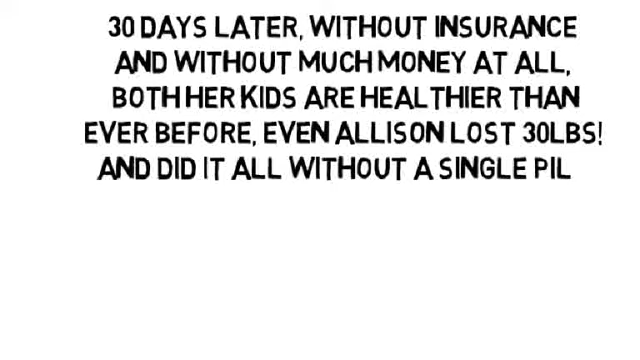 30 DAYS LATER, WITHOUT INSURANCE
AND WITHOUT MUCH MONEY AT ALL,
BOTH HER KIDS ARE HEALTHIER THAN
EVER BEFORE, EVEN ALLISON LOST 30LBS!
AND DID IT ALL WITHOUT A SINGLE PIL